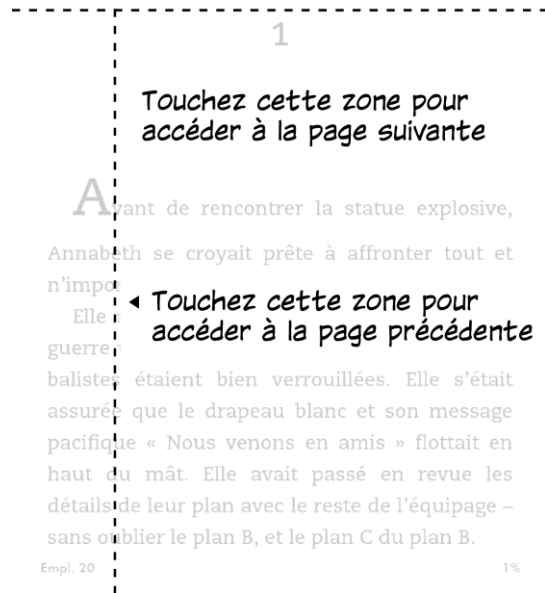 1
Touchez cette zone pour
accéder à la page suivante
Avant de rencontrer la statue explosive,
Annabeth se croyait prête à affronter tout et
n'impor
◂ Touchez cette zone pour
accéder à la page précédente
Elle
guerre
balistes étaient bien verrouillées. Elle s'était
assurée que le drapeau blanc et son message
pacifique « Nous venons en amis » flottait en
haut du mât. Elle avait passé en revue les
détails de leur plan avec le reste de l'équipage –
sans oublier le plan B, et le plan C du plan B.
Empl. 20 1%